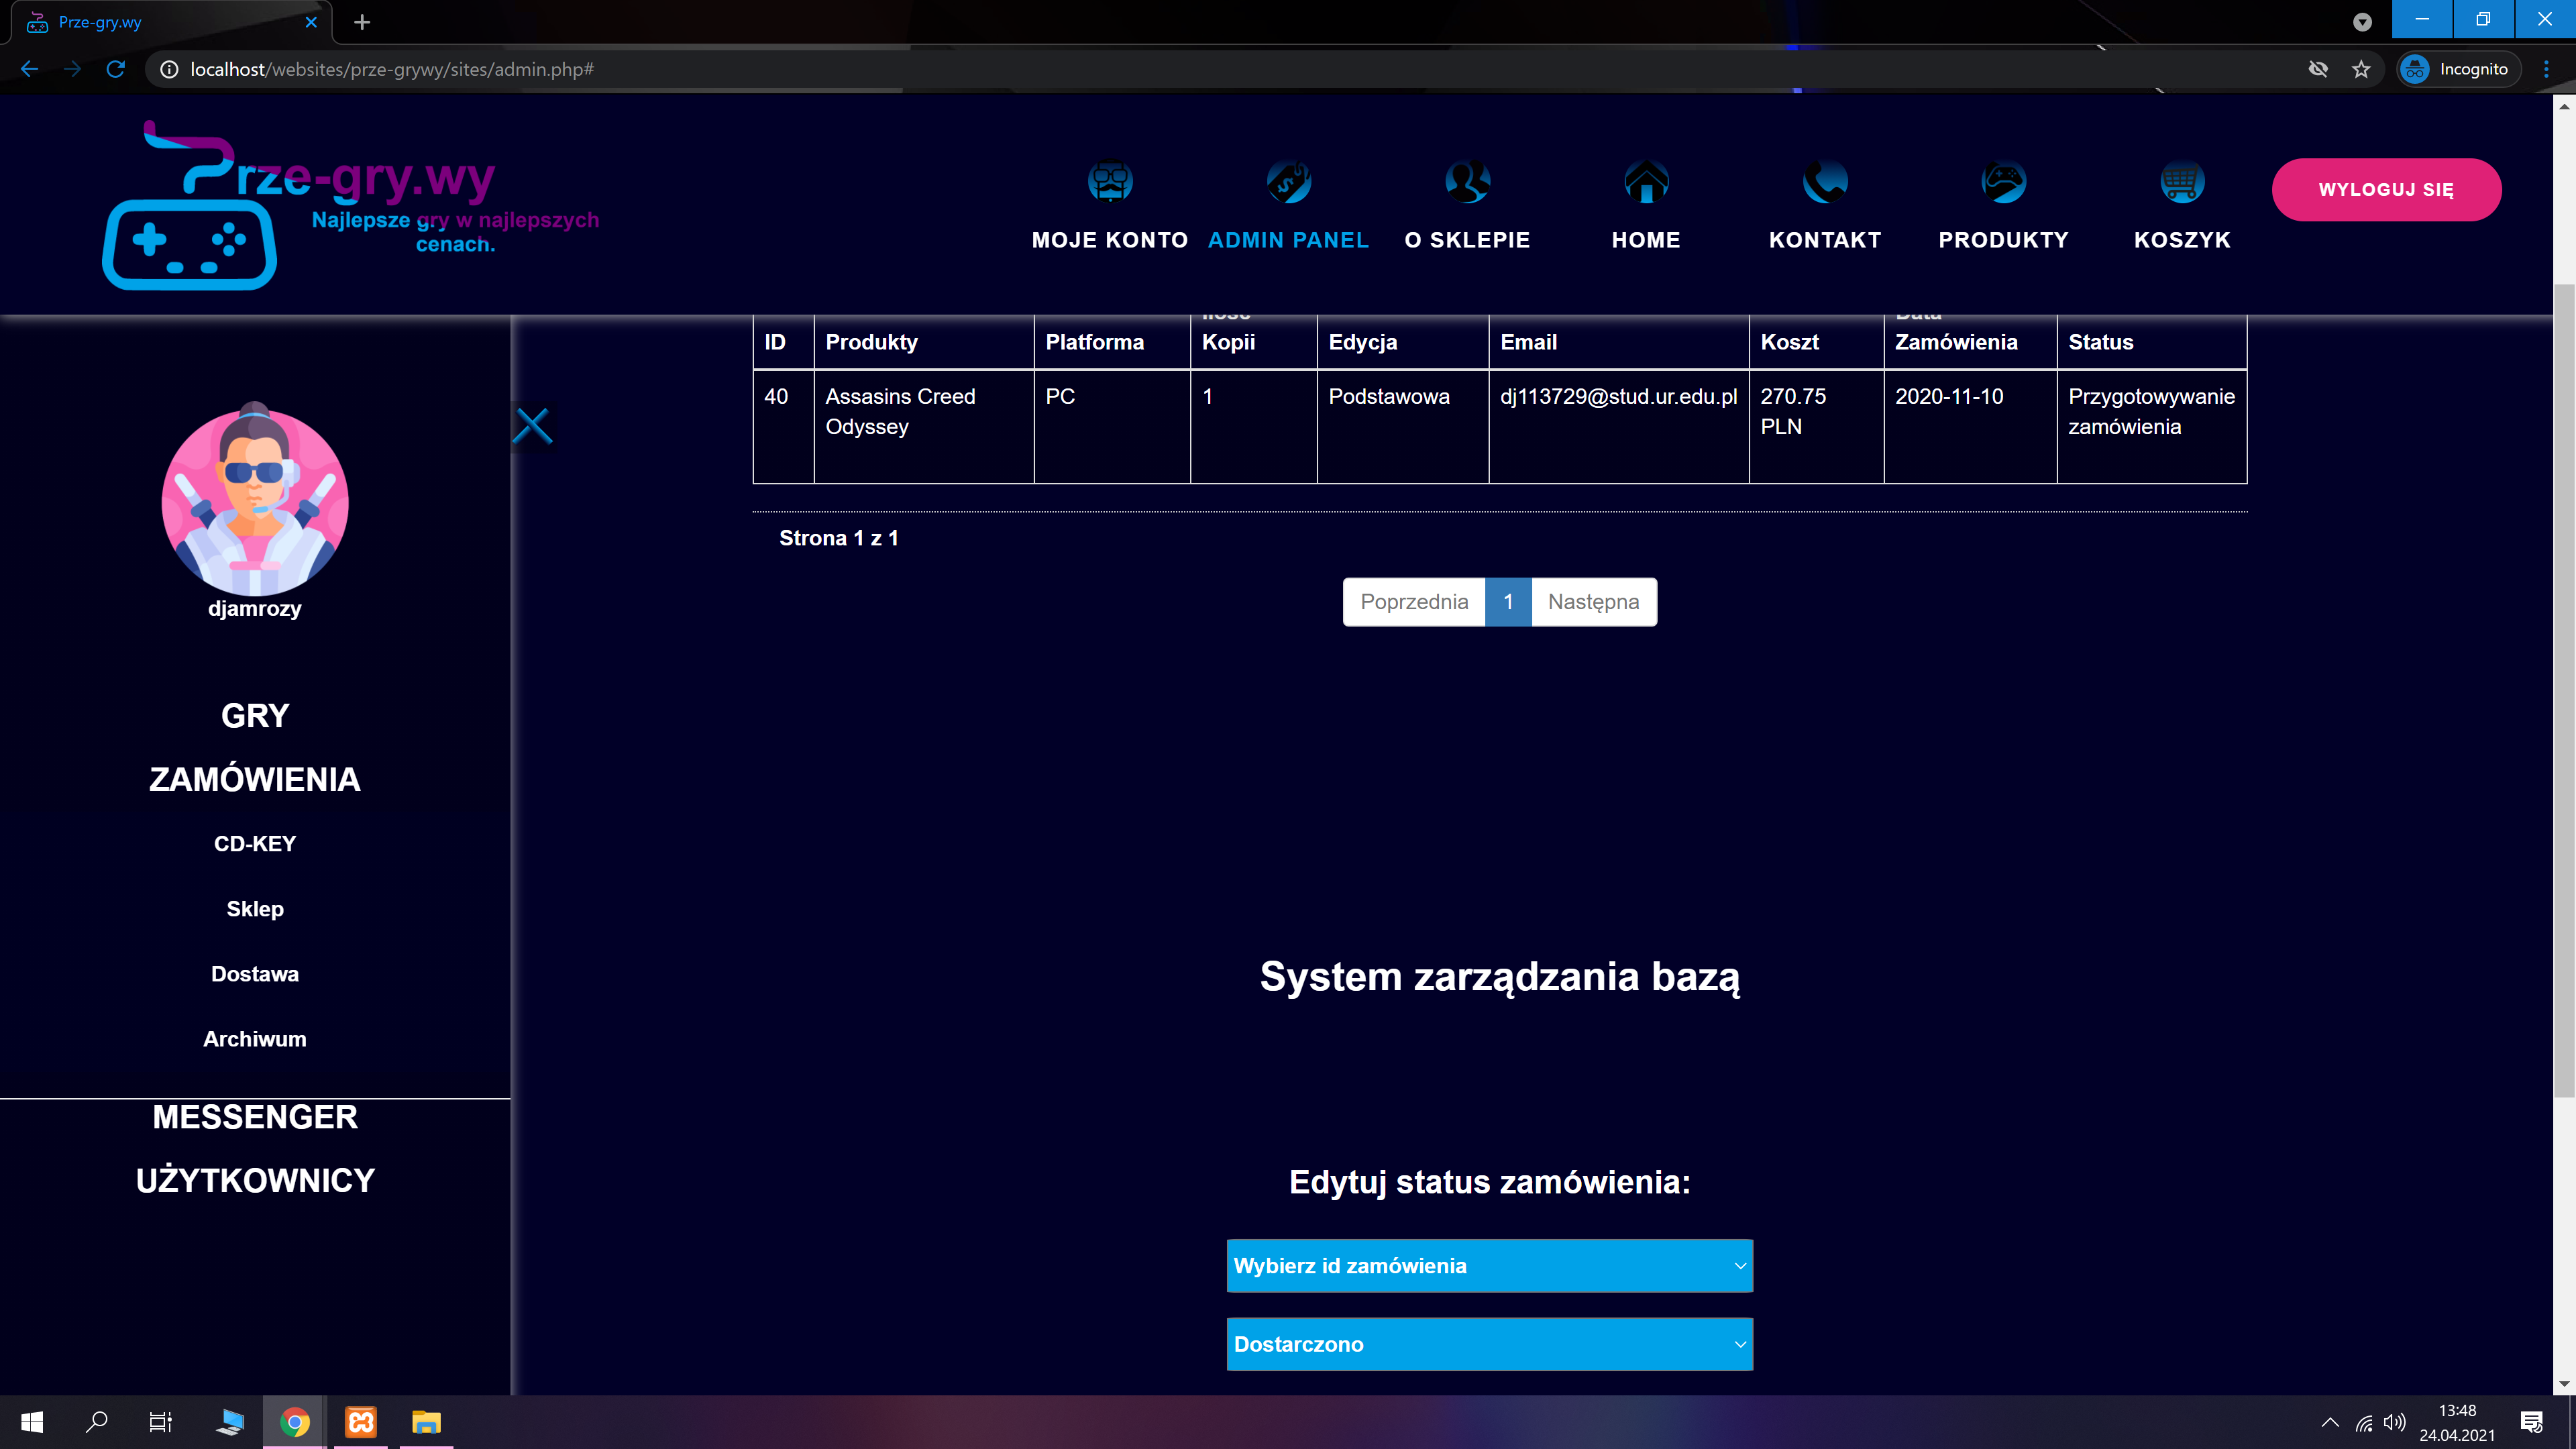 Prze-gry.wy
localhost/websites/prze-grywy/sites/admin.php#
Incognito
Prze-gry.wy
Najlepsze gry w najlepszych
cenach.
MOJE KONTO
ADMIN PANEL
O SKLEPIE
HOME
KONTAKT
PRODUKTY
KOSZYK
WYLOGUJ SIĘ
djamrozy
GRY
ZAMÓWIENIA
CD-KEY
Sklep
Dostawa
Archiwum
MESSENGER
UŻYTKOWNICY
ID Produkty Platforma Ilość Kopii Edycja Email Koszt Data Zamówienia Status
40 Assasins Creed PC 1 Podstawowa dj113729@stud.ur.edu.pl 270.75 2020-11-10 Przygotowywanie
Odyssey PLN zamówienia
Strona 1 z 1
Poprzednia 1 Następna
System zarządzania bazą
Edytuj status zamówienia:
Wybierz id zamówienia
Dostarczono
13:48
24.04.2021